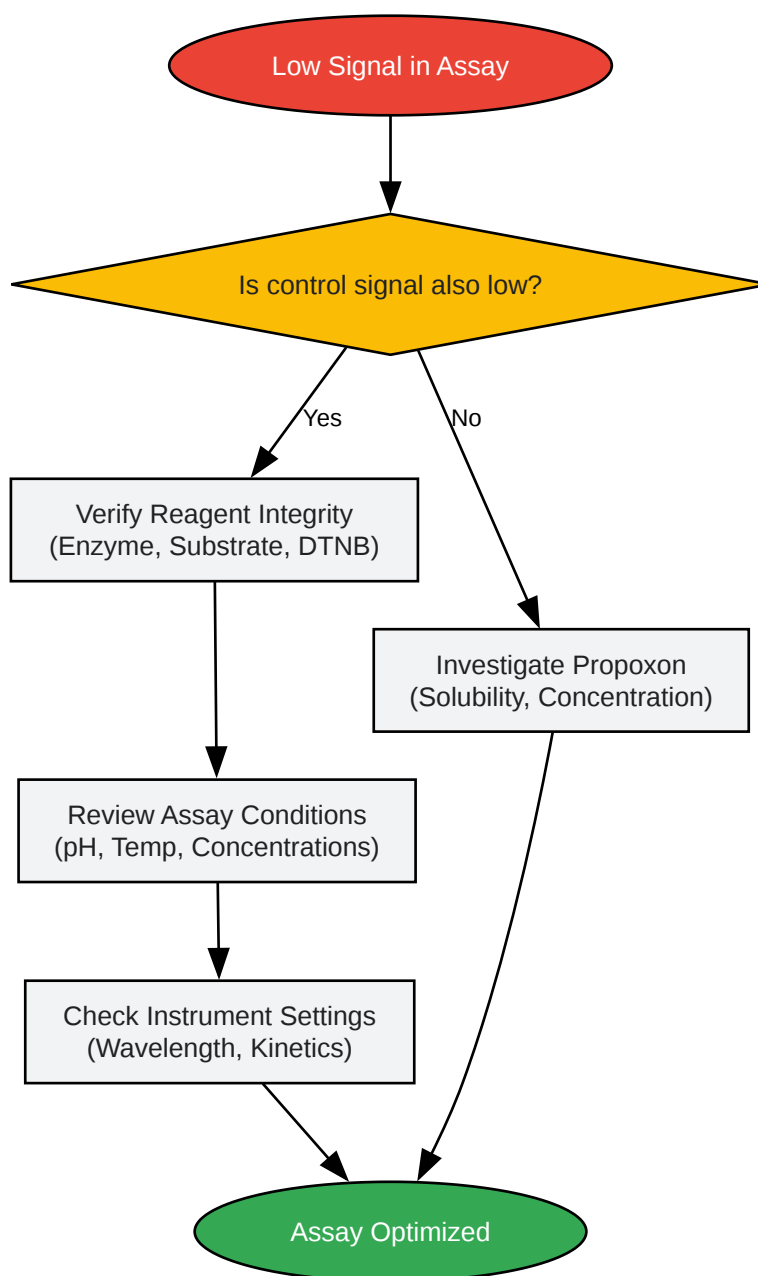 Low Signal in Assay
Is control signal also low?
Yes
No
Verify Reagent Integrity
(Enzyme, Substrate, DTNB)
Investigate Propoxon
(Solubility, Concentration)
Review Assay Conditions
(pH, Temp, Concentrations)
Check Instrument Settings
(Wavelength, Kinetics)
Assay Optimized